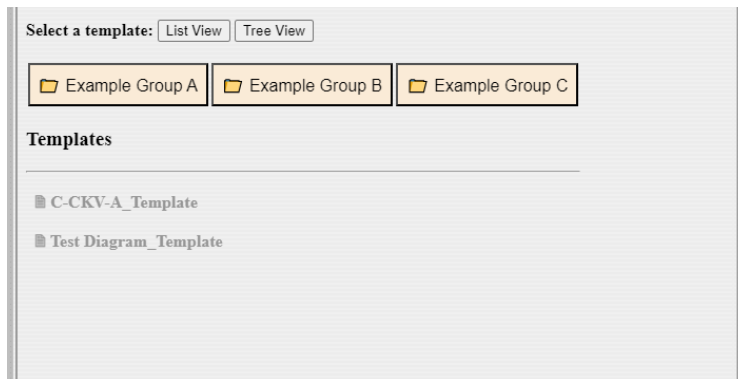 Select a template: List View Tree View
Example Group A Example Group B Example Group C
Templates
C-CKV-A_Template
Test Diagram_Template